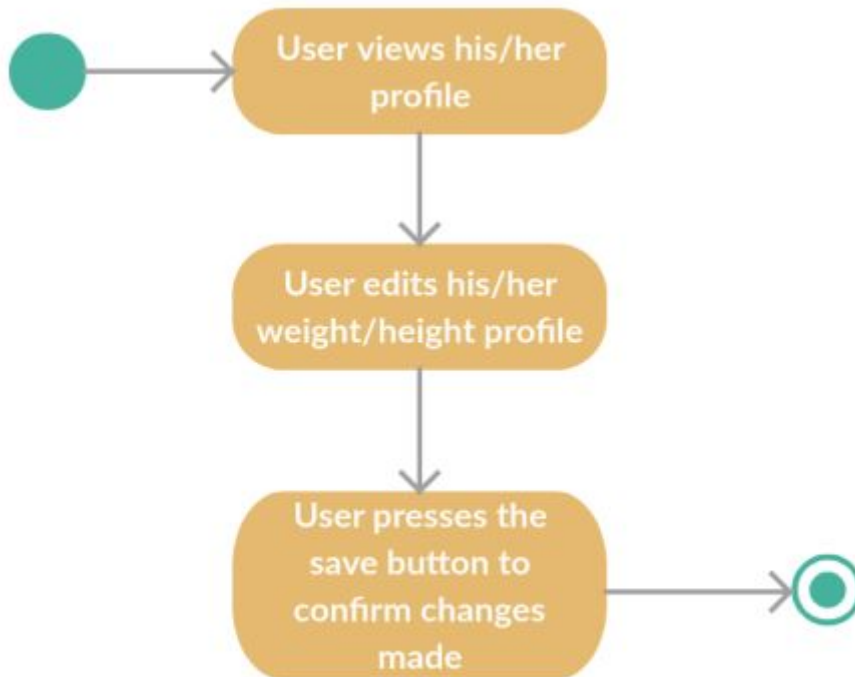 User views his/her
profile
User edits his/her
weight/height profile
User presses the
save button to
confirm changes
made